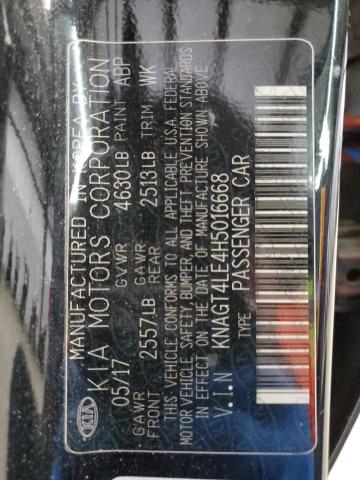 MANUFACTURED IN KOREA BY
KIA MOTORS CORPORATION
05/17 GVWR 4630LB PAINT ABP
GAWR FRONT 2557LB GAWR REAR 2513LB TRIM WK
THIS VEHICLE CONFORMS TO ALL APPLICABLE U.S.A. FEDERAL
MOTOR VEHICLE SAFETY, BUMPER, AND THEFT PREVENTION STANDARDS
IN EFFECT ON THE DATE OF MANUFACTURE SHOWN ABOVE.
V.I.N KNAGT4LE4H5016668
TYPE PASSENGER CAR
KIA